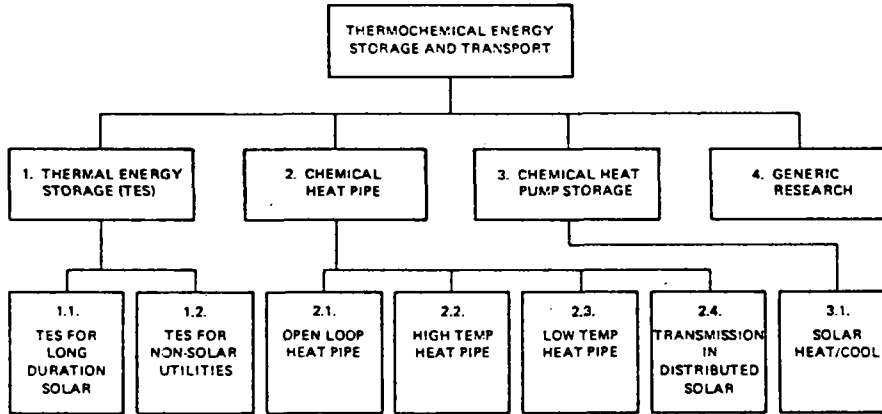 THERMOCHEMICAL ENERGY
STORAGE AND TRANSPORT
1. THERMAL ENERGY
STORAGE (TES)
2. CHEMICAL
HEAT PIPE
3. CHEMICAL HEAT
PUMP STORAGE
4. GENERIC
RESEARCH
1.1.
TES FOR
LONG
DURATION
SOLAR
1.2.
TES FOR
NON-SOLAR
UTILITIES
2.1.
OPEN LOOP
HEAT PIPE
2.2.
HIGH TEMP
HEAT PIPE
2.3.
LOW TEMP
HEAT PIPE
2.4.
TRANSMISSION
IN
DISTRIBUTED
SOLAR
3.1.
SOLAR
HEAT/COOL